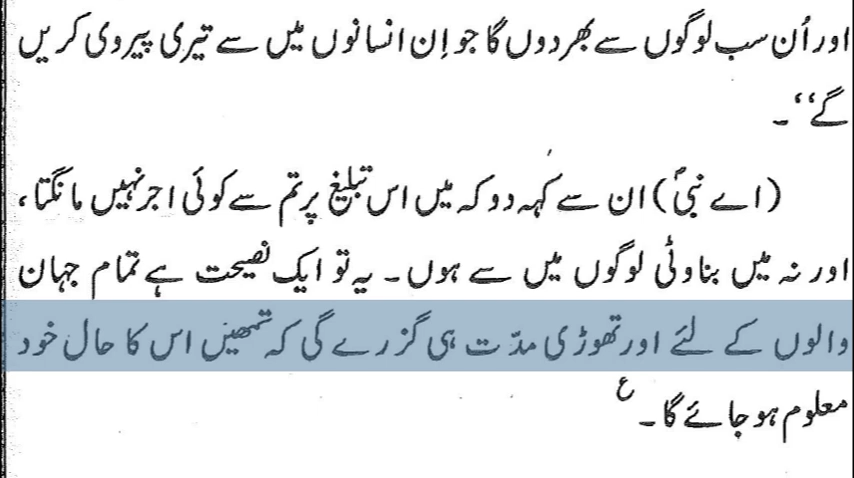 اور اُن سب لوگوں سے بھر دوں گا جو اِن انسانوں میں سے تیری پیروی کریں
گے‘‘۔
(اے نبیؐ) ان سے کہہ دو کہ میں اس تبلیغ پر تم سے کوئی اجر نہیں مانگتا،
اور نہ میں بناوٹی لوگوں میں سے ہوں۔ یہ تو ایک نصیحت ہے تمام جہان
والوں کے لئے اور تھوڑی مدّت ہی گزرے گی کہ تمھیں اس کا حال خود
معلوم ہو جائے گا۔ ع